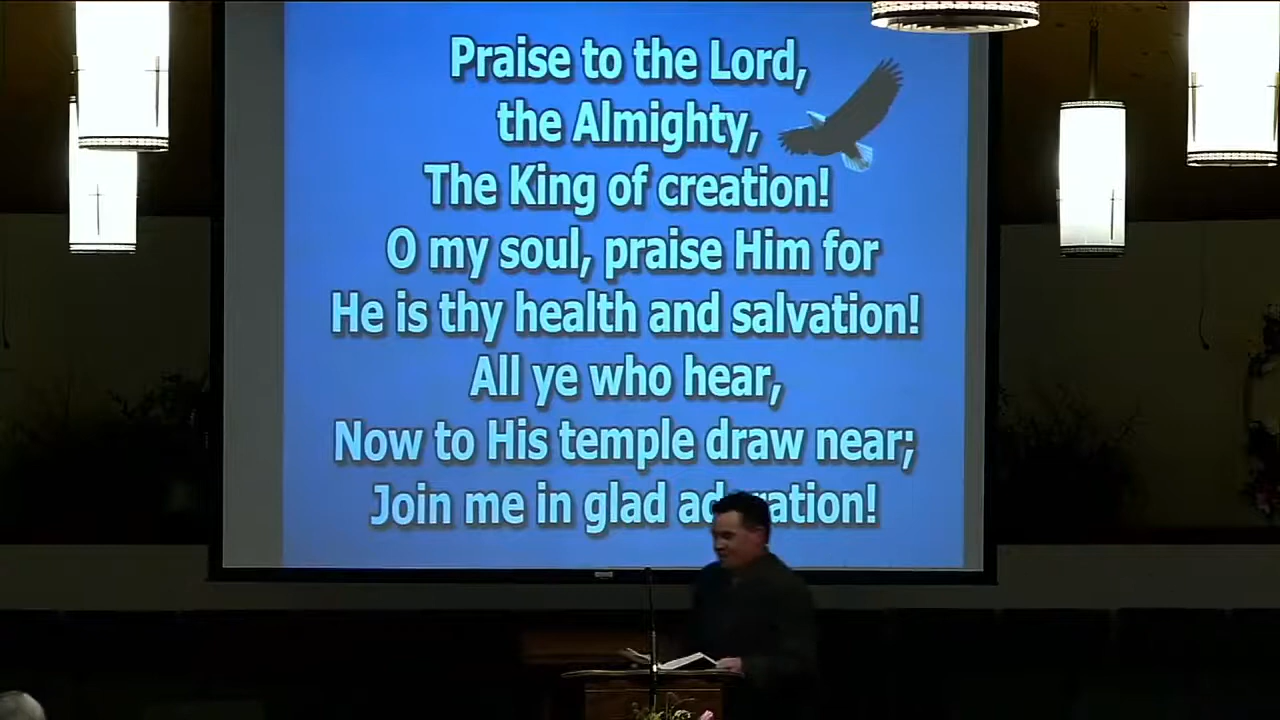 Praise to the Lord,
the Almighty,
The King of creation!
O my soul, praise Him for
He is thy health and salvation!
All ye who hear,
Now to His temple draw near;
Join me in glad adoration!